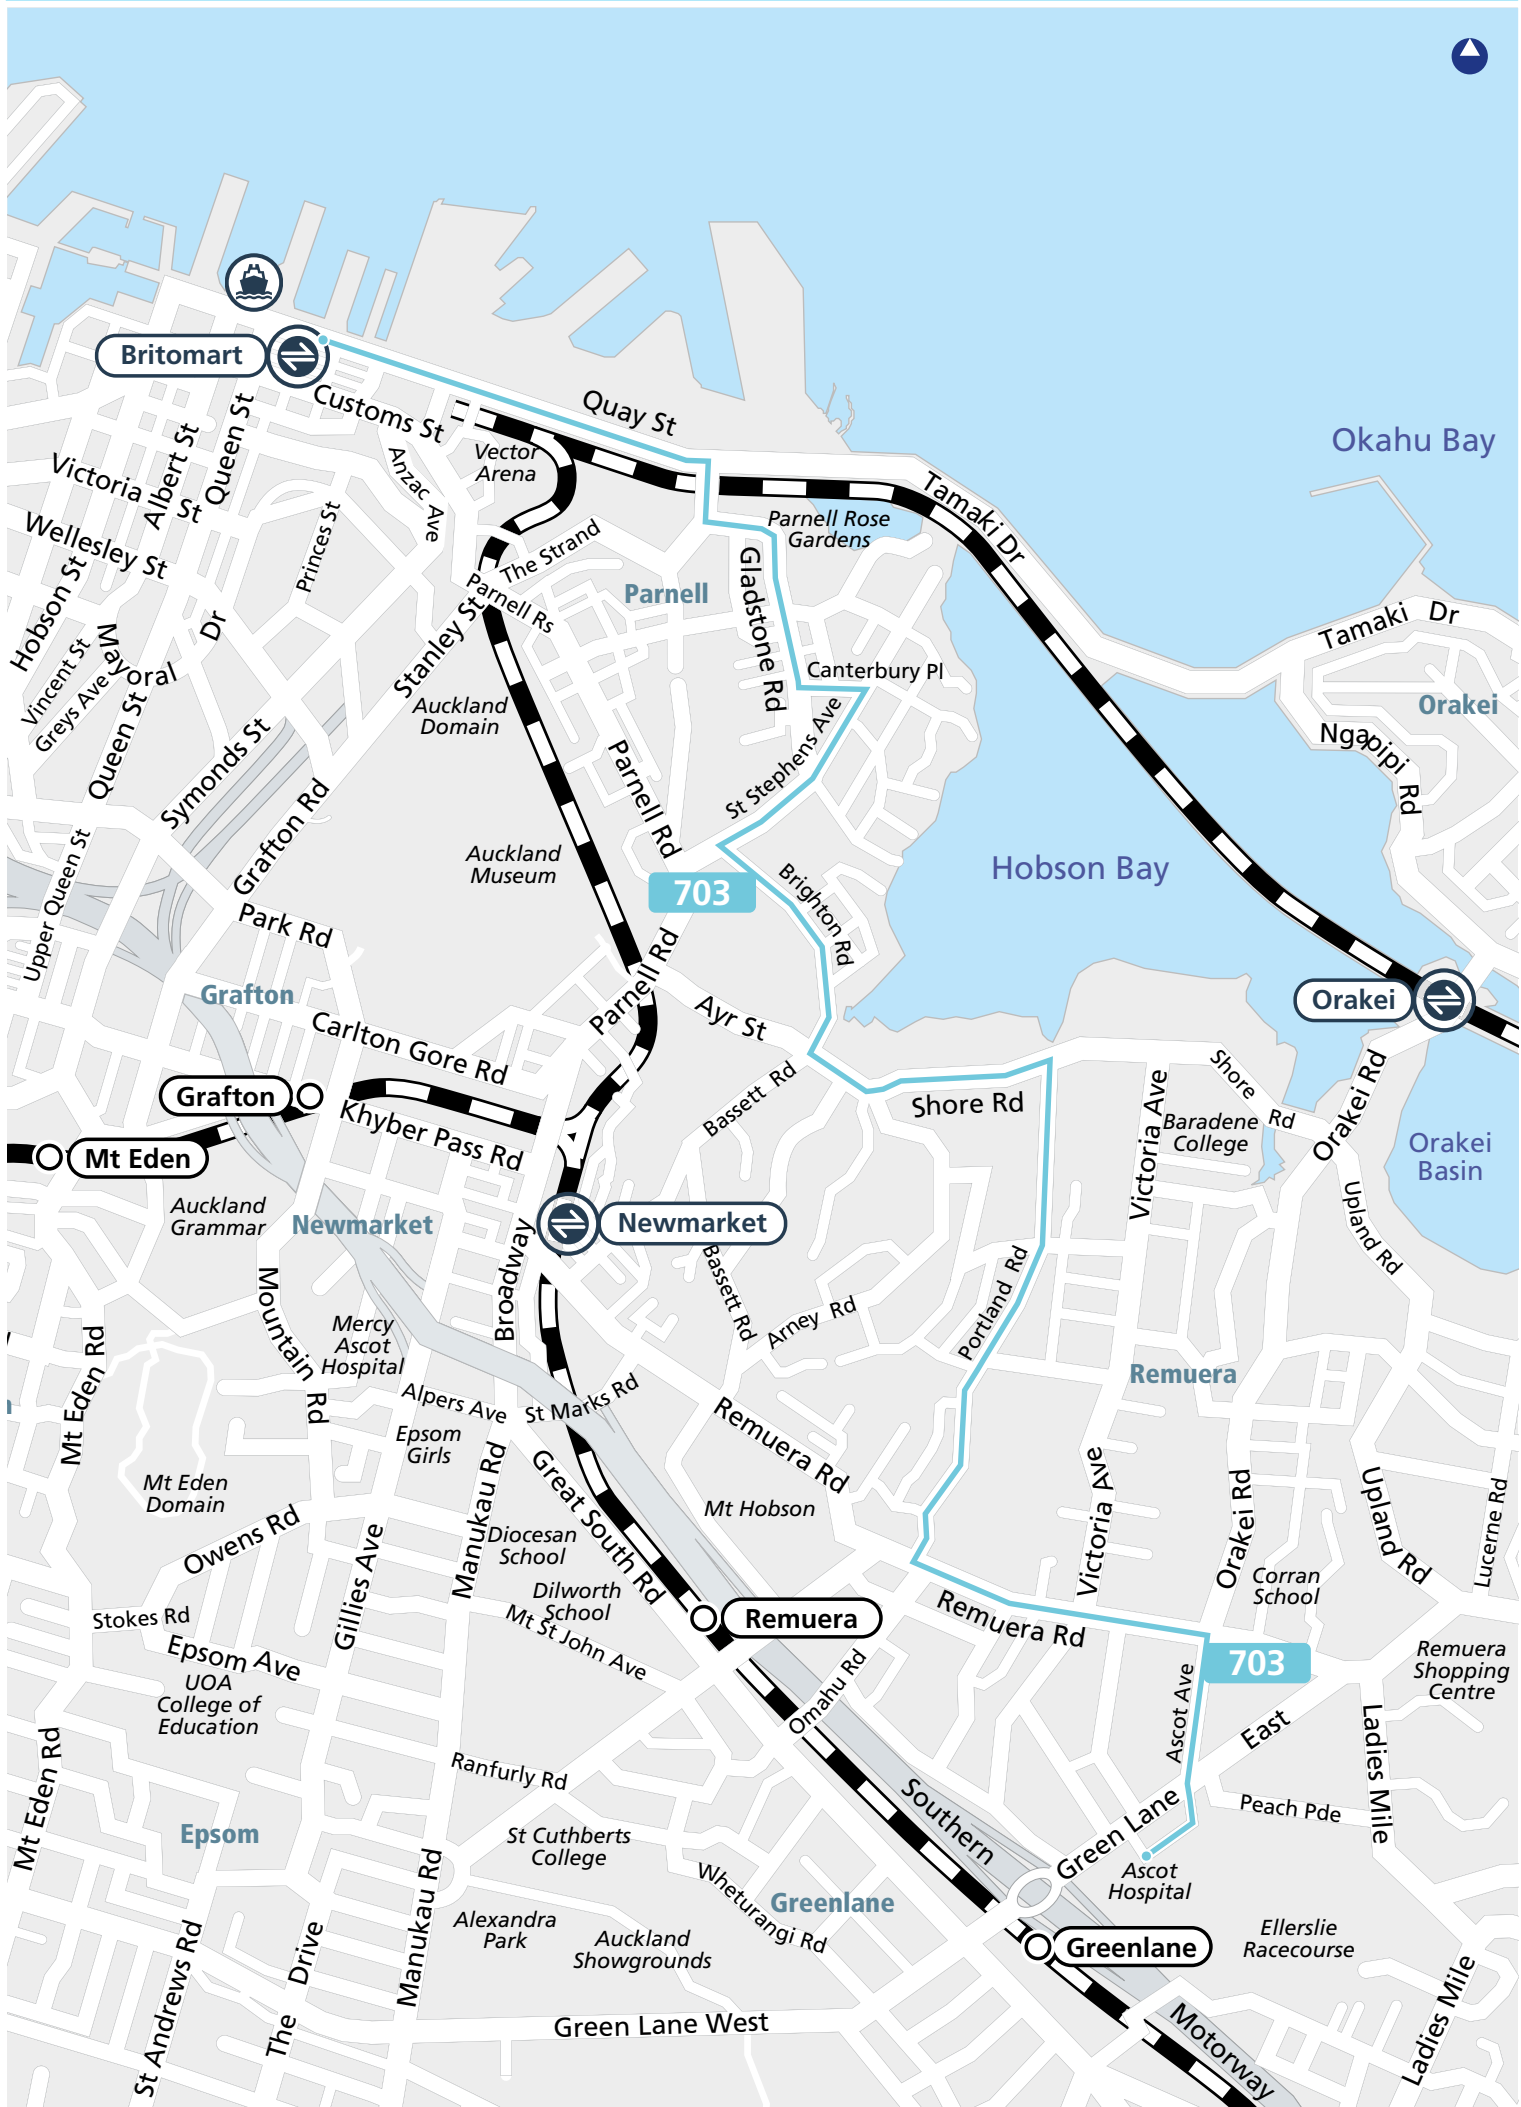 Britomart
Customs St
Quay St
Okahu Bay
Vector
Arena
Tamaki Dr
Albert St
Queen St
Victoria St
Anzac Ave
Wellesley St
Princes St
The Strand
Parnell Rose
Gardens
Parnell
Parnell Rs
Gladstone Rd
Hobson St
Mayoral Dr
Vincent St
Greys Ave
Stanley St
Canterbury Pl
Tamaki Dr
Orakei
Auckland
Domain
Queen St
Symonds St
St Stephens Ave
Ngapipi Rd
Parnell Rd
Grafton Rd
Auckland
Museum
703
Brighton Rd
Hobson Bay
Upper Queen St
Park Rd
Parnell Rd
Grafton
Orakei
Carlton Gore Rd
Ayr St
Grafton
Bassett Rd
Shore Rd
Shore Rd
Orakei Rd
Khyber Pass Rd
Mt Eden
Victoria Ave
Baradene
College
Orakei
Basin
Auckland
Grammar
Newmarket
Newmarket
Broadway
Bassett Rd
Upland Rd
Portland Rd
Arney Rd
Mountain Rd
Mercy
Ascot
Hospital
Mt Eden Rd
Remuera
Alpers Ave
St Marks Rd
Epsom
Girls
Remuera Rd
Mt Eden
Domain
Manukau Rd
Great South Rd
Mt Hobson
Victoria Ave
Orakei Rd
Upland Rd
Lucerne Rd
Owens Rd
Diocesan
School
Gillies Ave
Dilworth
School
Corran
School
Stokes Rd
Mt St John Ave
Remuera
Remuera Rd
Epsom Ave
UOA
College of
Education
703
Remuera
Shopping
Centre
Omahu Rd
Ascot Ave
Green Lane East
Ladies Mile
Mt Eden Rd
Ranfurly Rd
Southern
Peach Pde
Epsom
St Cuthberts
College
Wheturangi Rd
Greenlane
Ascot
Hospital
Manukau Rd
Alexandra
Park
Auckland
Showgrounds
Greenlane
Ellerslie
Racecourse
St Andrews Rd
The Drive
Green Lane West
Motorway
Ladies Mile